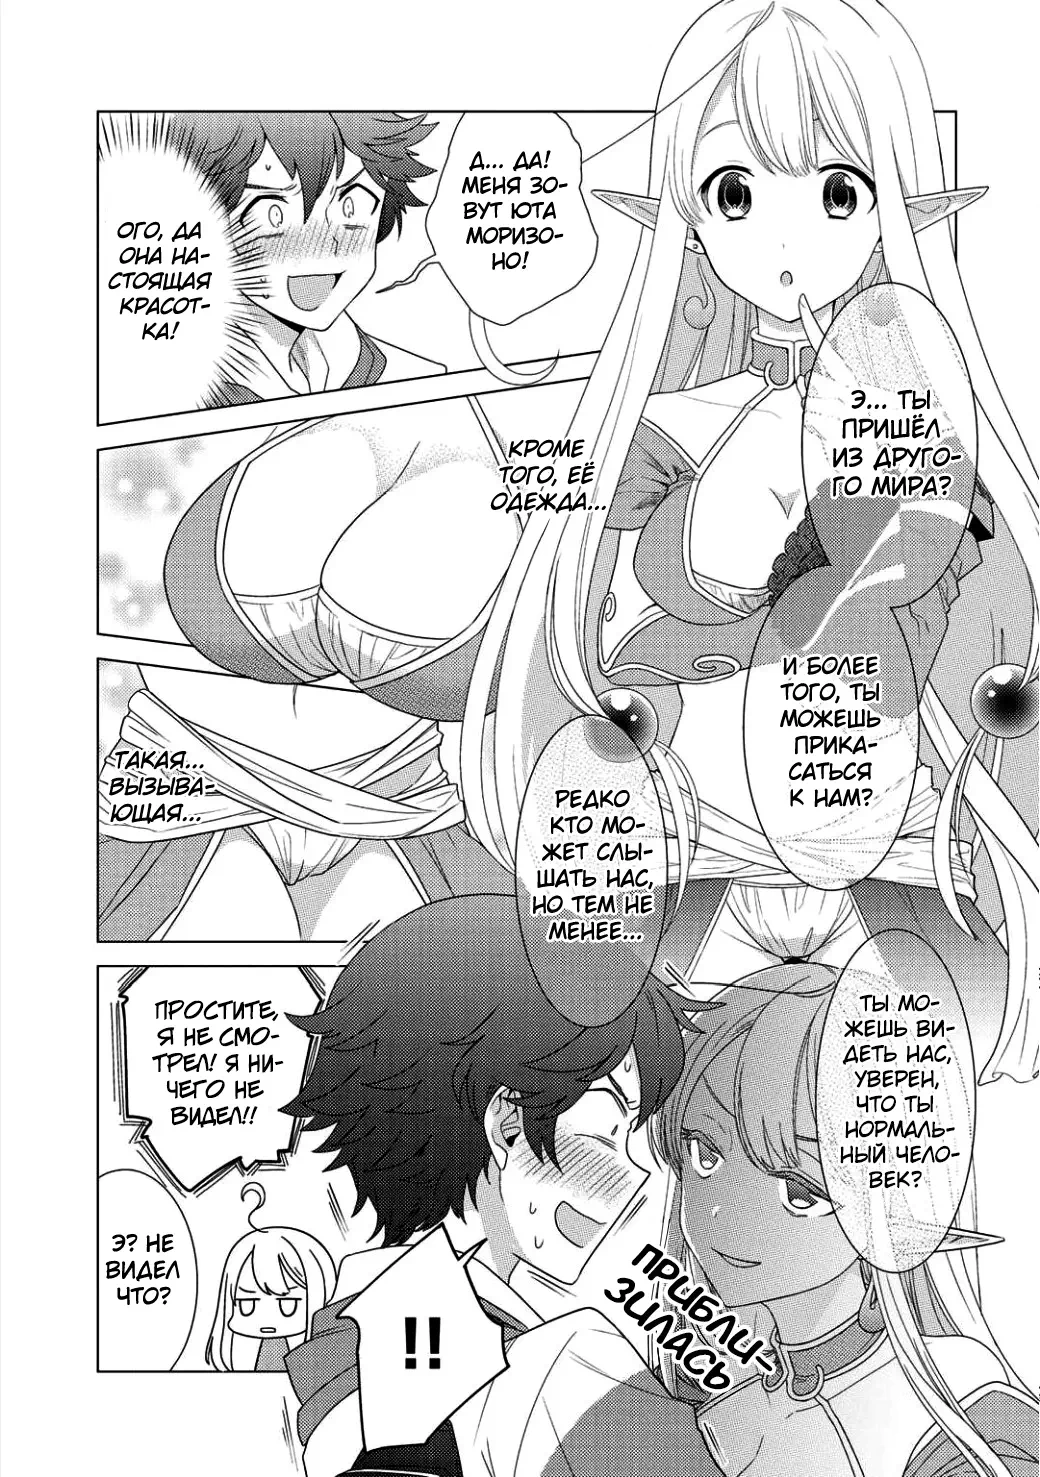 Э... ТЫ
ПРИШЁЛ
ИЗ ДРУГО-
ГО МИРА?
Д... ДА!
МЕНЯ ЗО-
ВУТ ЮТА
МОРИЗО-
НО!
ОГО, ДА
ОНА НА-
СТОЯЩАЯ
КРАСОТ-
КА!
КРОМЕ
ТОГО, ЕЁ
ОДЕЖДА...
И БОЛЕЕ
ТОГО, ТЫ
МОЖЕШЬ
ПРИКА-
САТЬСЯ
К НАМ?
РЕДКО
КТО МО-
ЖЕТ СЛЫ-
ШАТЬ НАС,
НО ТЕМ НЕ
МЕНЕЕ...
ТАКАЯ...
ВЫЗЫВА-
ЮЩАЯ...
ТЫ МО-
ЖЕШЬ ВИ-
ДЕТЬ НАС,
УВЕРЕН,
ЧТО ТЫ
НОРМАЛЬ-
НЫЙ ЧЕЛО-
ВЕК?
ПРИБЛИ-
ЗИЛАСЬ
!!
ПРОСТИТЕ,
Я НЕ СМО-
ТРЕЛ! Я НИ-
ЧЕГО НЕ
ВИДЕЛ!!
Э? НЕ
ВИДЕЛ
ЧТО?